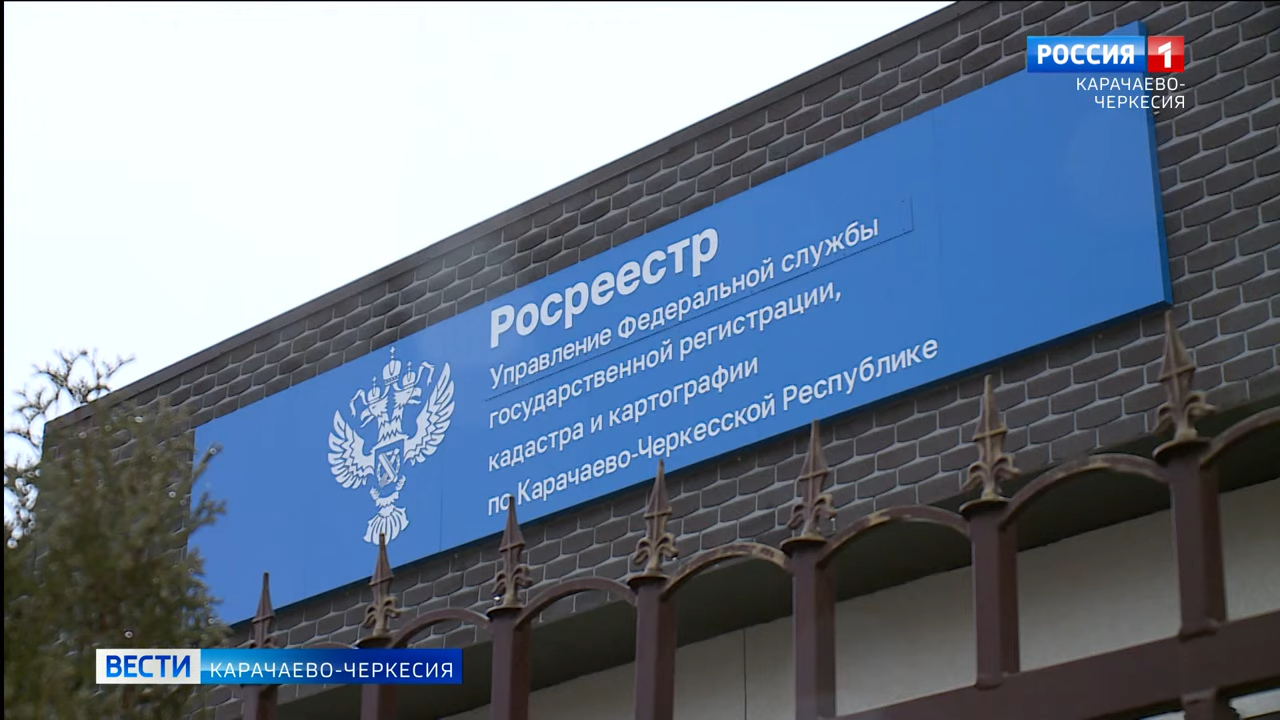 РОССИЯ 1
КАРАЧАЕВО-
ЧЕРКЕСИЯ
Росреестр
Управление Федеральной службы
государственной регистрации,
кадастра и картографии
по Карачаево-Черкесской Республике
ВЕСТИ КАРАЧАЕВО-ЧЕРКЕСИЯ